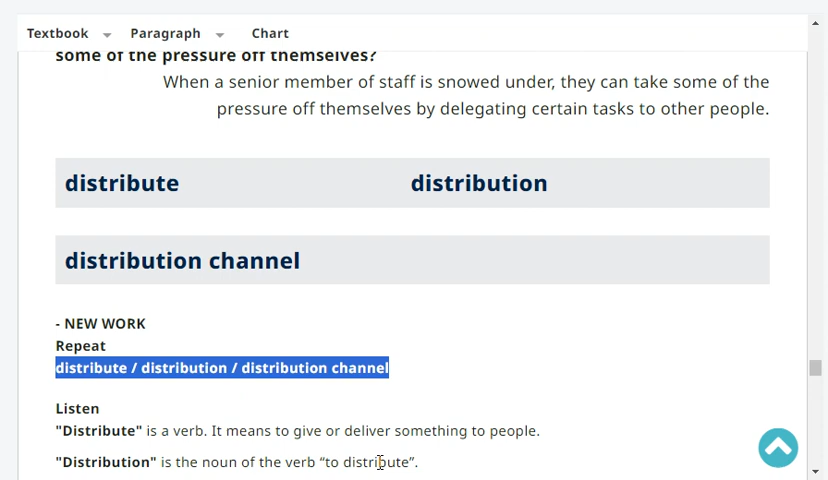 Textbook Paragraph Chart
some of the pressure off themselves?
When a senior member of staff is snowed under, they can take some of the
pressure off themselves by delegating certain tasks to other people.
distribute distribution
distribution channel
- NEW WORK
Repeat
distribute / distribution / distribution channel
Listen
"Distribute" is a verb. It means to give or deliver something to people.
"Distribution" is the noun of the verb “to distribute”.